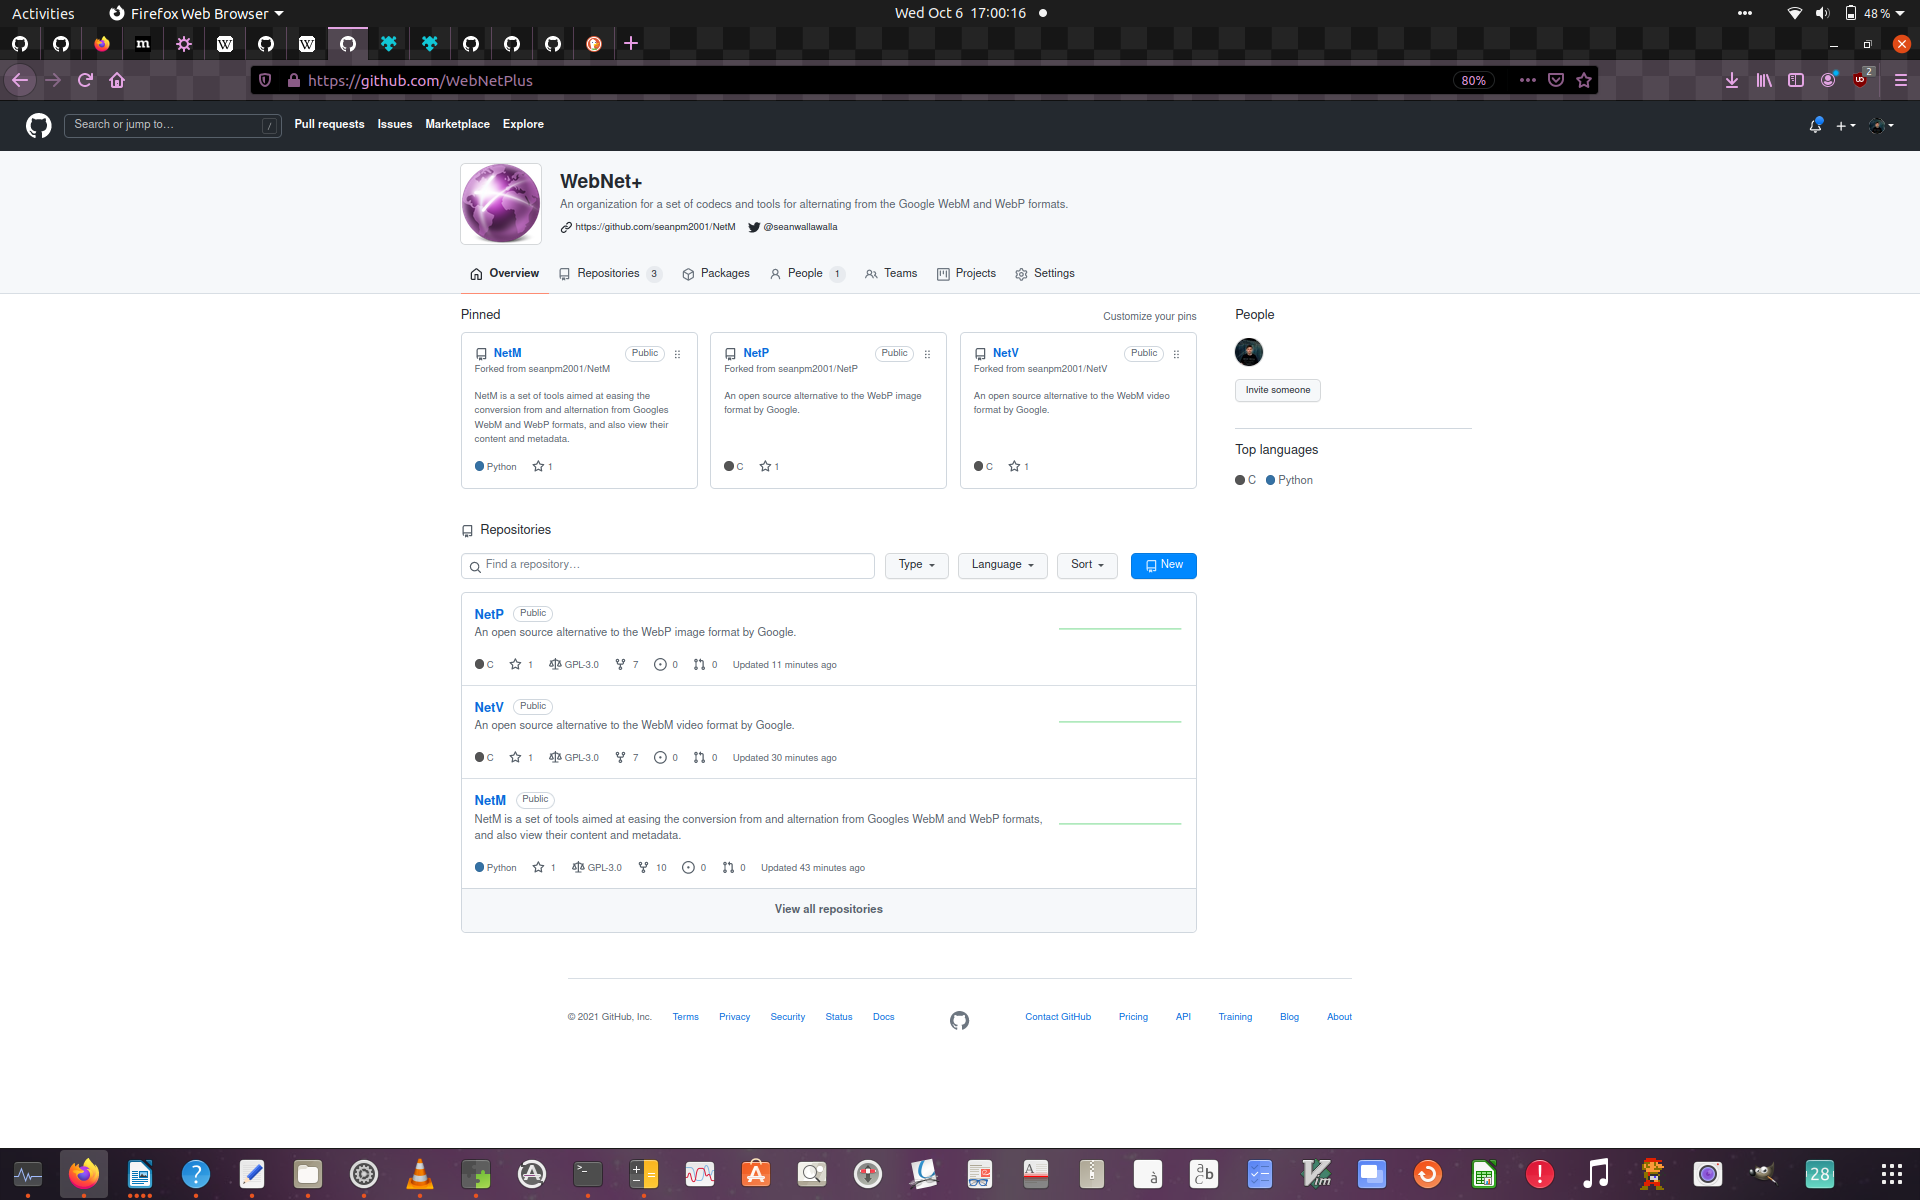 Activities
Firefox Web Browser
Wed Oct 6 17:00:16
48 %
https://github.com/WebNetPlus
80%
2
Search or jump to…
/
Pull requests
Issues
Marketplace
Explore
WebNet+
An organization for a set of codecs and tools for alternating from the Google WebM and WebP formats.
https://github.com/seanpm2001/NetM
@seanwallawalla
Overview
Repositories 3
Packages
People 1
Teams
Projects
Settings
Pinned
Customize your pins
NetM Public
Forked from seanpm2001/NetM
NetM is a set of tools aimed at easing the
conversion from and alternation from Googles
WebM and WebP formats, and also view their
content and metadata.
Python 1
NetP Public
Forked from seanpm2001/NetP
An open source alternative to the WebP image
format by Google.
C 1
NetV Public
Forked from seanpm2001/NetV
An open source alternative to the WebM video
format by Google.
C 1
People
Invite someone
Top languages
C Python
Repositories
Find a repository…
Type
Language
Sort
New
NetP Public
An open source alternative to the WebP image format by Google.
C 1 GPL-3.0 7 0 0 Updated 11 minutes ago
NetV Public
An open source alternative to the WebM video format by Google.
C 1 GPL-3.0 7 0 0 Updated 30 minutes ago
NetM Public
NetM is a set of tools aimed at easing the conversion from and alternation from Googles WebM and WebP formats,
and also view their content and metadata.
Python 1 GPL-3.0 10 0 0 Updated 43 minutes ago
View all repositories
© 2021 GitHub, Inc.
Terms
Privacy
Security
Status
Docs
Contact GitHub
Pricing
API
Training
Blog
About
28